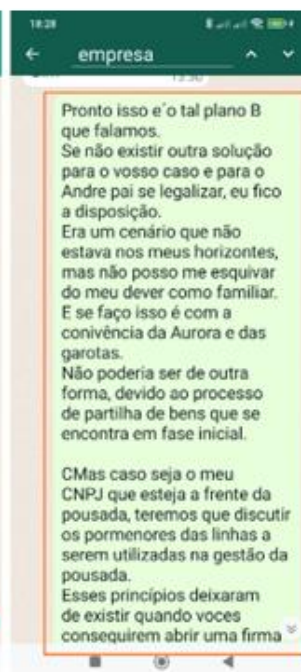 18:28
empresa
Pronto isso e´o tal plano B
que falamos.
Se não existir outra solução
para o vosso caso e para o
Andre pai se legalizar, eu fico
a disposição.
Era um cenário que não
estava nos meus horizontes,
mas não posso me esquivar
do meu dever como familiar.
E se faço isso é com a
conivência da Aurora e das
garotas.
Não poderia ser de outra
forma, devido ao processo
de partilha de bens que se
encontra em fase inicial.
CMas caso seja o meu
CNPJ que esteja a frente da
pousada, teremos que discutir
os pormenores das linhas a
serem utilizadas na gestão da
pousada.
Esses princípios deixaram
de existir quando voces
conseguirem abrir uma firma